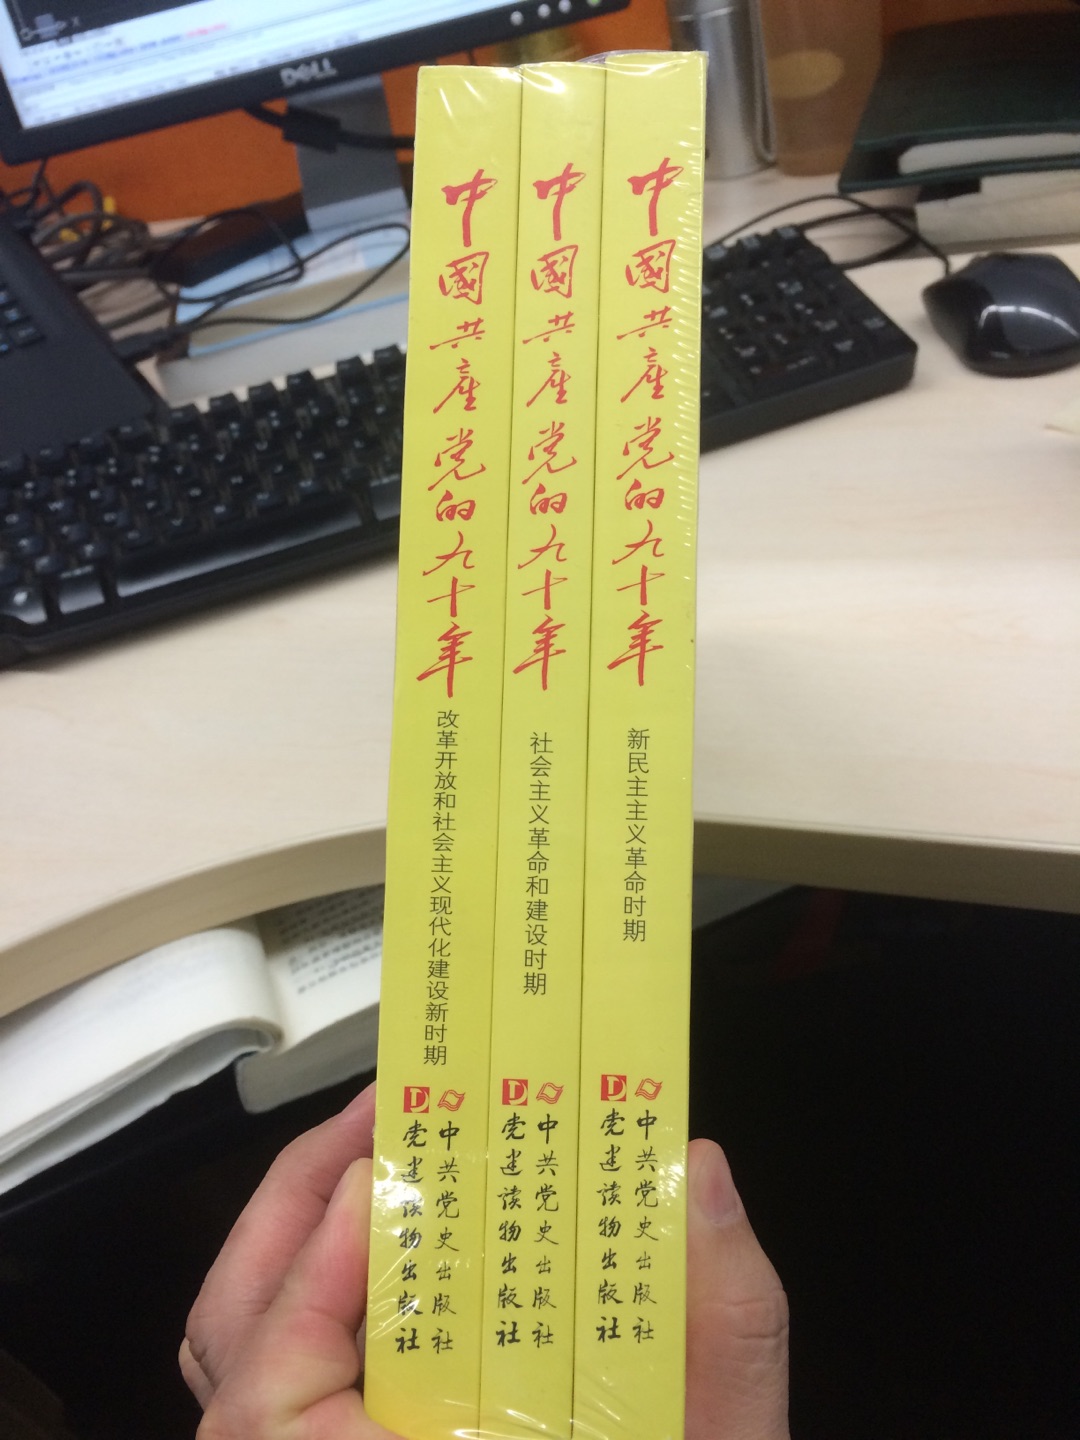 中國共產党的九十年
改革开放和社会主义现代化建设新时期
中共党史出版社
党建读物出版社
中國共產党的九十年
社会主义革命和建设时期
中共党史出版社
党建读物出版社
中國共產党的九十年
新民主主义革命时期
中共党史出版社
党建读物出版社
DELL